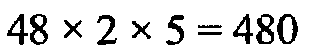 48 × 2 × 5 = 480